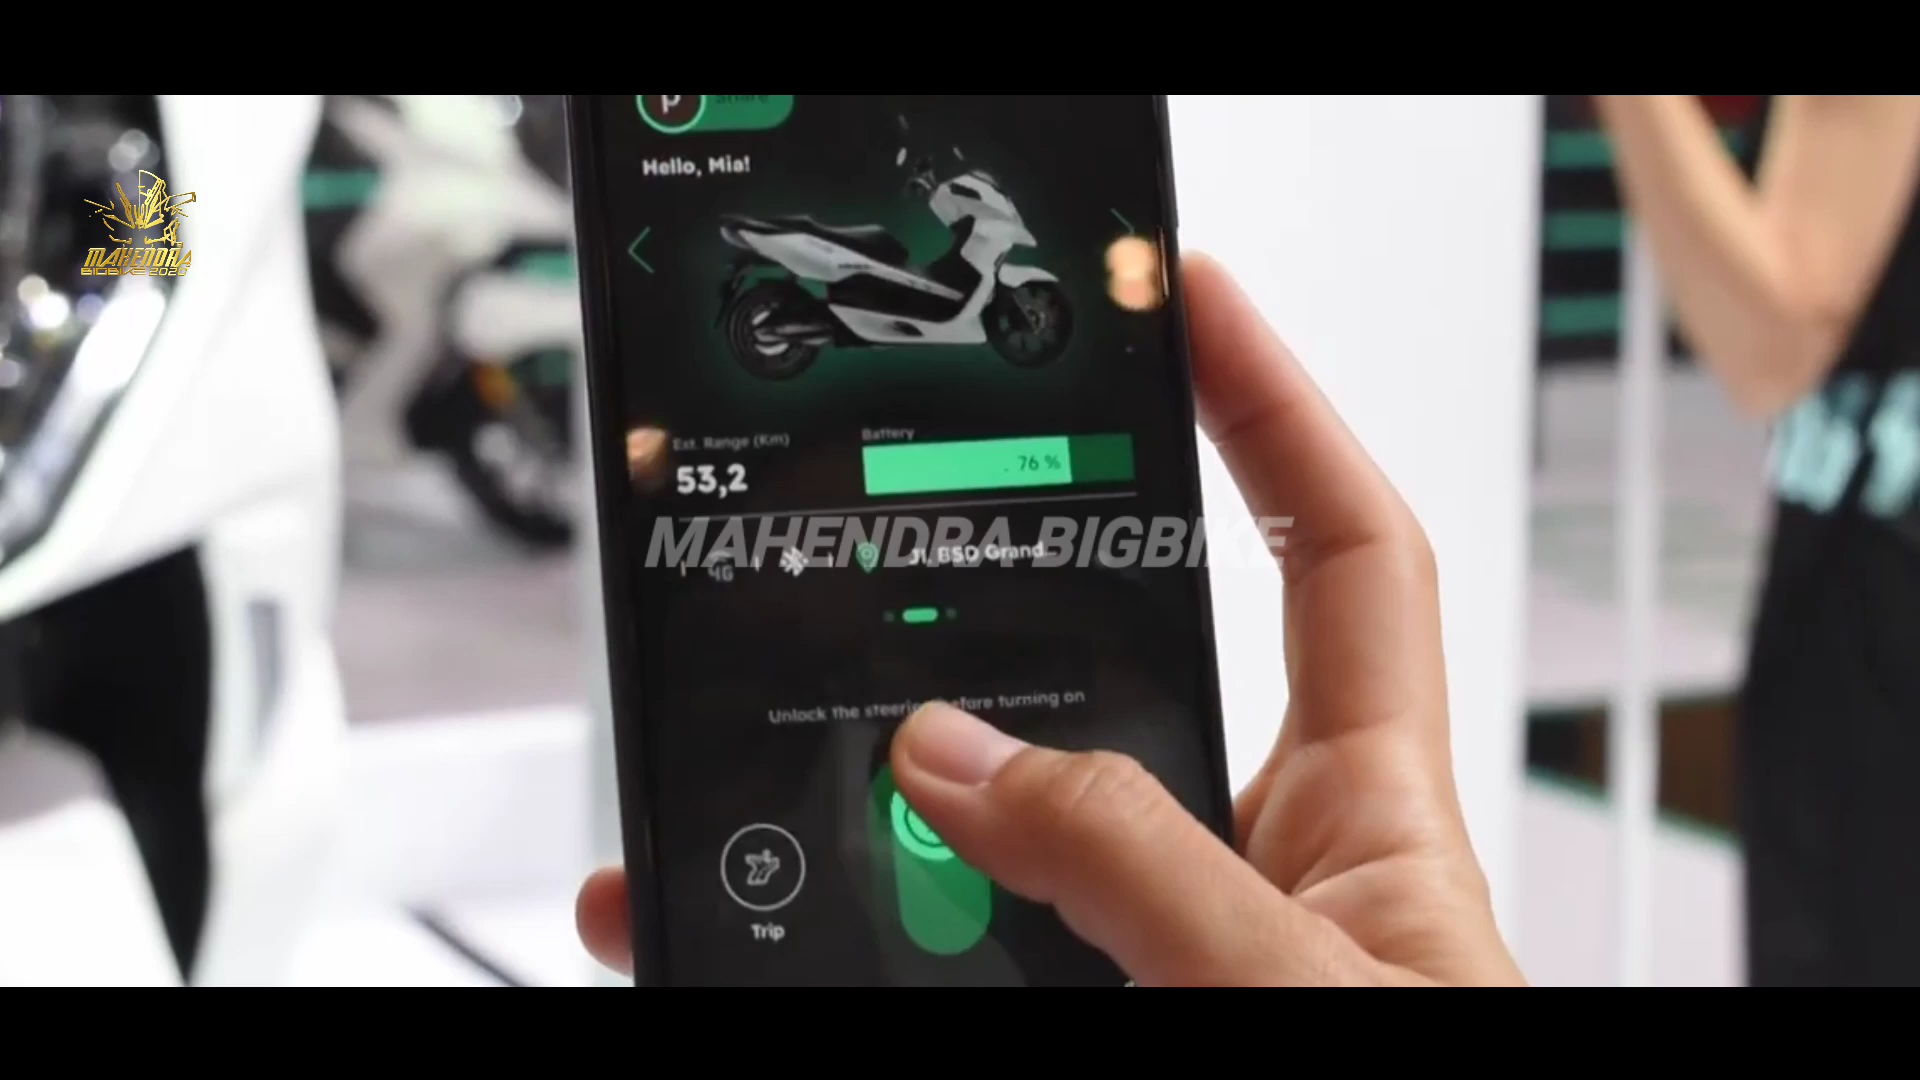 Share
Hello, Mia!
MAHENDRA
BIGBIKE 2020
Est. Range (Km)
Battery
53,2
76 %
MAHENDRA BIGBIKE
4G
Jl, BSD Grand...
Unlock the steering before turning on
Trip